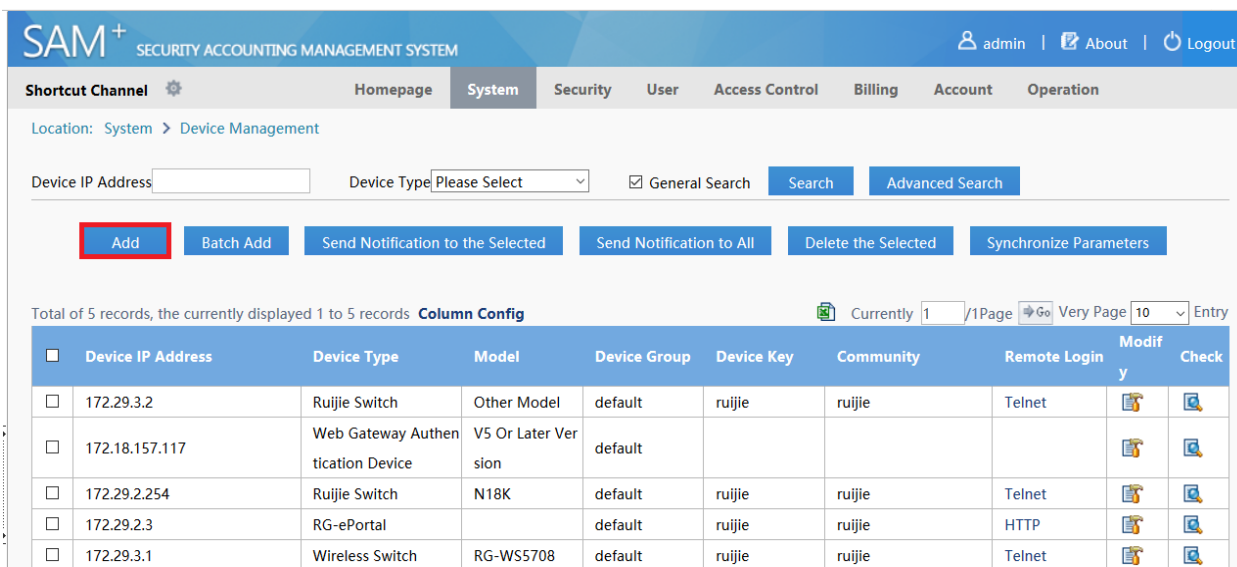 SAM+ SECURITY ACCOUNTING MANAGEMENT SYSTEM admin | About | Logout
Shortcut Channel Homepage System Security User Access Control Billing Account Operation
Location: System > Device Management
Device IP Address Device Type Please Select General Search Search Advanced Search
Add Batch Add Send Notification to the Selected Send Notification to All Delete the Selected Synchronize Parameters
Total of 5 records, the currently displayed 1 to 5 records Column Config Currently 1 /1Page Go Very Page 10 Entry
Device IP Address Device Type Model Device Group Device Key Community Remote Login Modif
y Check
172.29.3.2 Ruijie Switch Other Model default ruijie ruijie Telnet
172.18.157.117 Web Gateway Authen
tication Device V5 Or Later Ver
sion default
172.29.2.254 Ruijie Switch N18K default ruijie ruijie Telnet
172.29.2.3 RG-ePortal default ruijie ruijie HTTP
172.29.3.1 Wireless Switch RG-WS5708 default ruijie ruijie Telnet